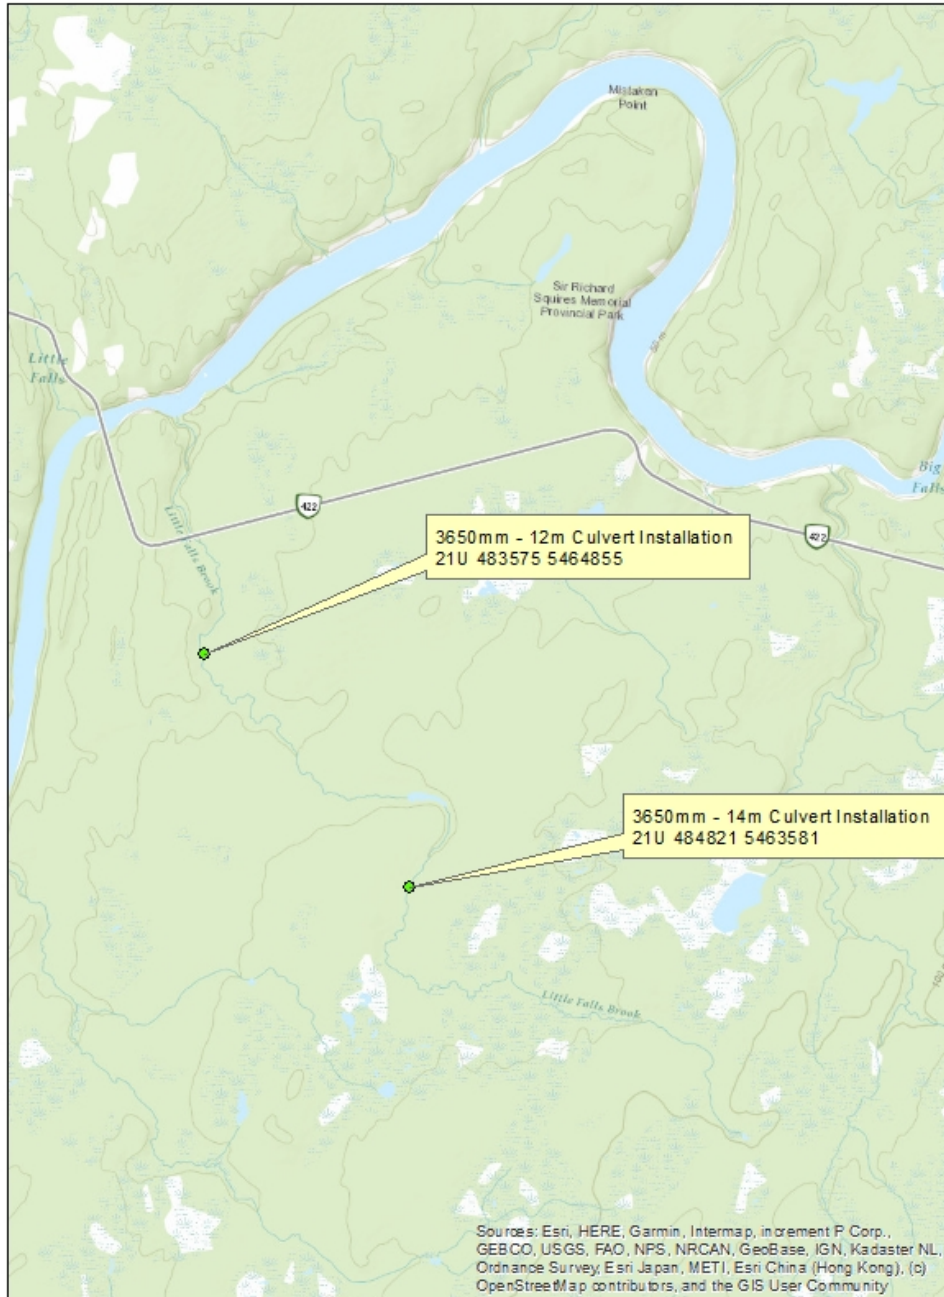 Mistaken
Point
Sir Richard
Squires Memorial
Provincial Park
50 m
Little
Falls
Big
Falls
422
Little Falls Brook
3650mm - 12m Culvert Installation
21U 483575 5464855
422
3650mm - 14m Culvert Installation
21U 484821 5463581
100 m
Little Falls Brook
Sources: Esri, HERE, Garmin, Intermap, increment P Corp.,
GEBCO, USGS, FAO, NPS, NRCAN, GeoBase, IGN, Kadaster NL,
Ordnance Survey, Esri Japan, METI, Esri China (Hong Kong), (c)
OpenStreetMap contributors, and the GIS User Community